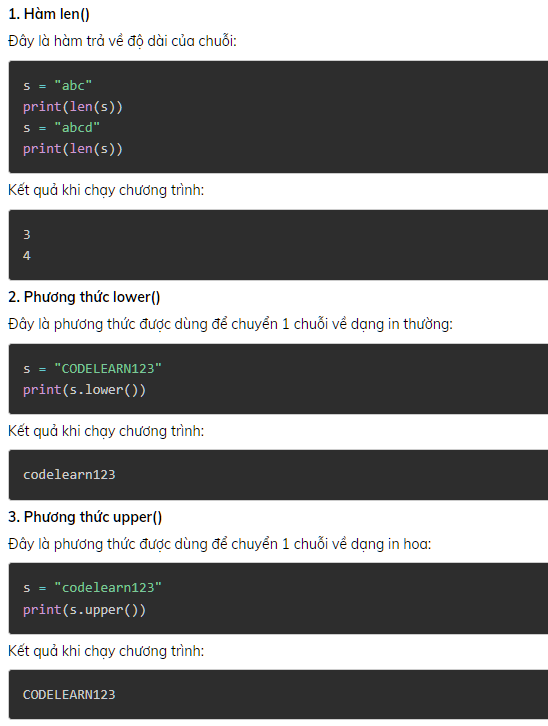 1. Hàm len()
Đây là hàm trả về độ dài của chuỗi:
s = "abc"
print(len(s))
s = "abcd"
print(len(s))
Kết quả khi chạy chương trình:
3
4
2. Phương thức lower()
Đây là phương thức được dùng để chuyển 1 chuỗi về dạng in thường:
s = "CODELEARN123"
print(s.lower())
Kết quả khi chạy chương trình:
codelearn123
3. Phương thức upper()
Đây là phương thức được dùng để chuyển 1 chuỗi về dạng in hoa:
s = "codelearn123"
print(s.upper())
Kết quả khi chạy chương trình:
CODELEARN123